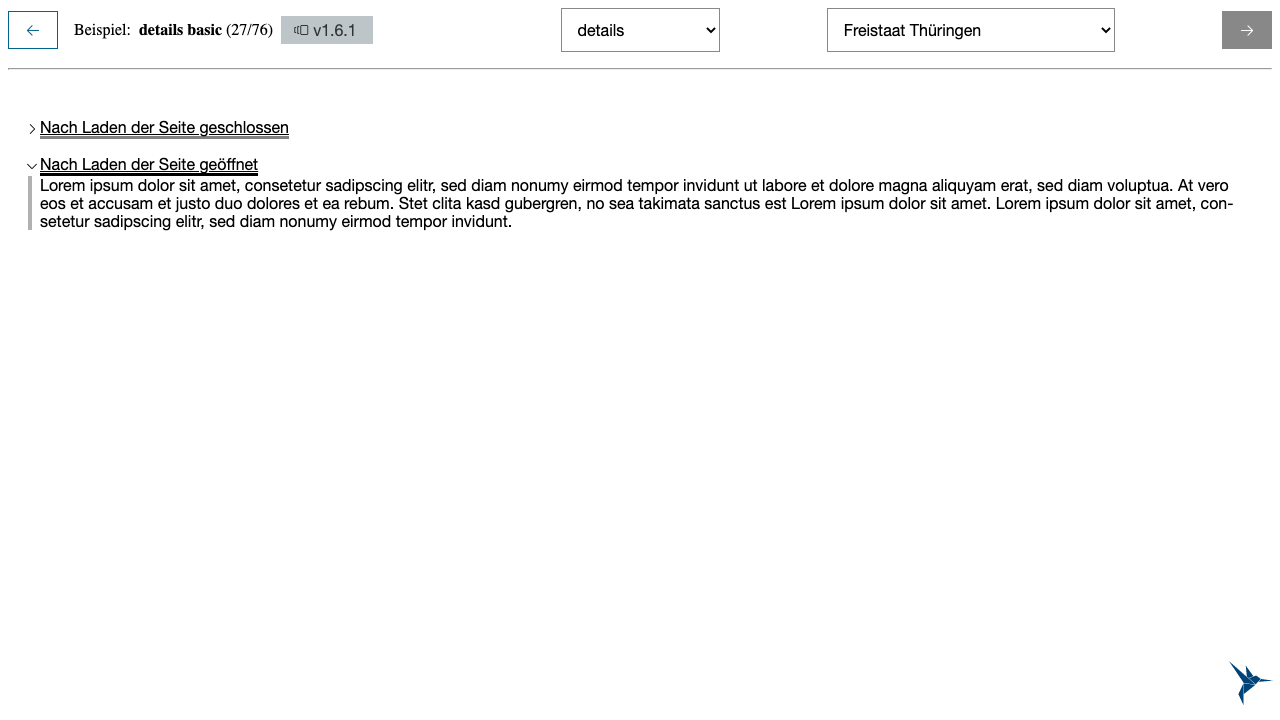 Beispiel: details basic (27/76) v1.6.1 details Freistaat Thüringen
Nach Laden der Seite geschlossen
Nach Laden der Seite geöffnet
Lorem ipsum dolor sit amet, consetetur sadipscing elitr, sed diam nonumy eirmod tempor invidunt ut labore et dolore magna aliquyam erat, sed diam voluptua. At vero
eos et accusam et justo duo dolores et ea rebum. Stet clita kasd gubergren, no sea takimata sanctus est Lorem ipsum dolor sit amet. Lorem ipsum dolor sit amet, con-
setetur sadipscing elitr, sed diam nonumy eirmod tempor invidunt.